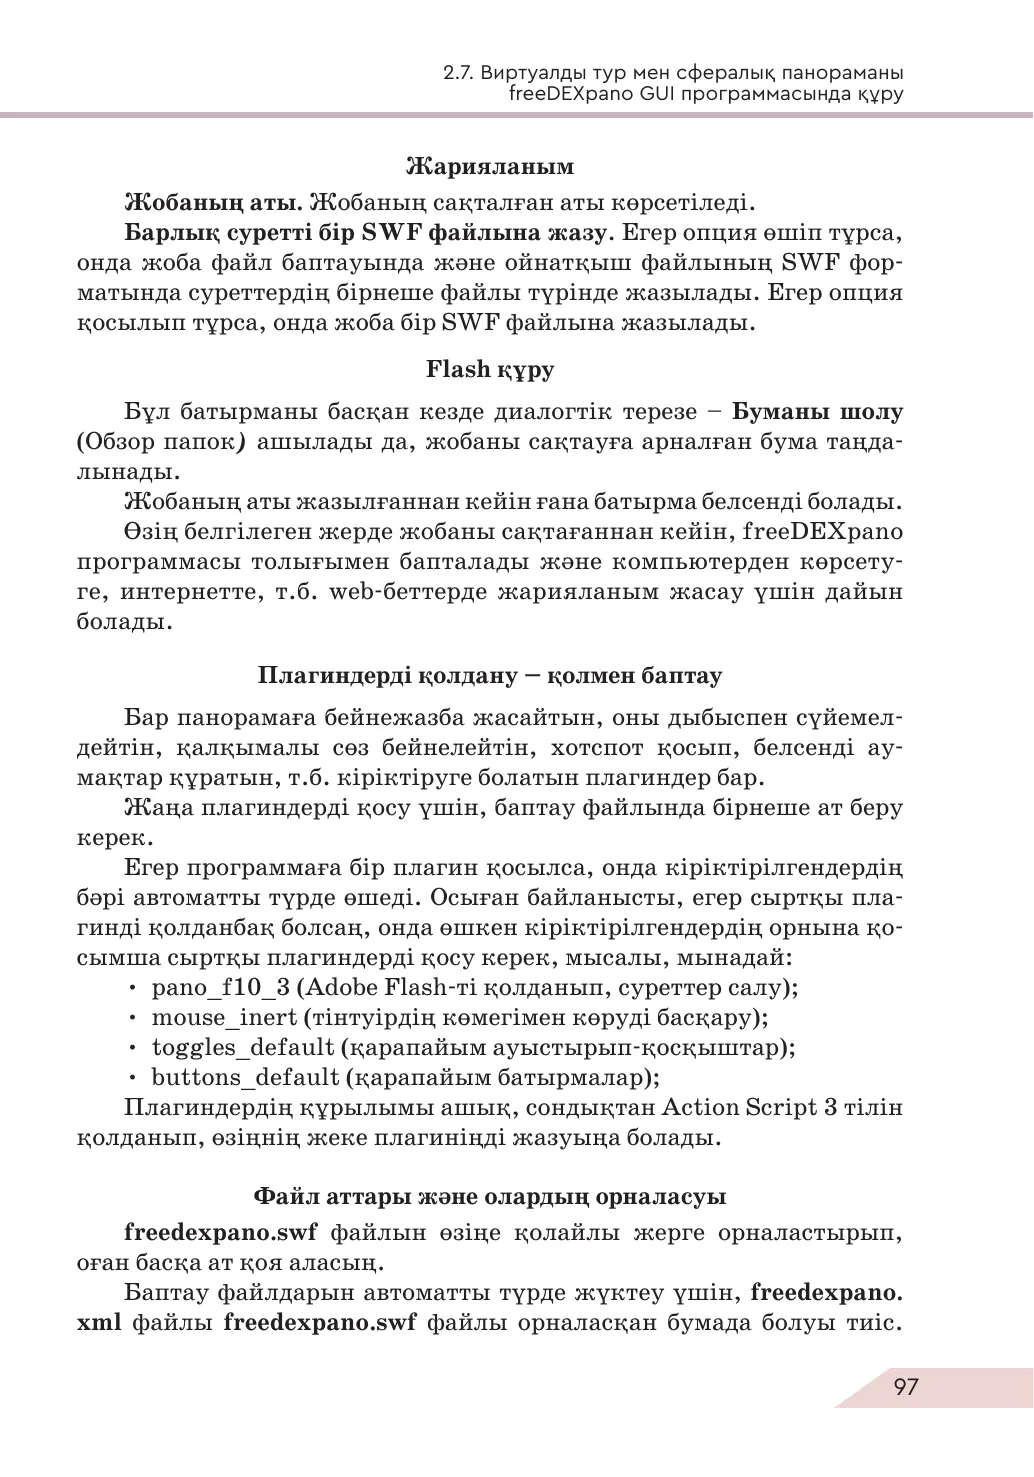 2.7. Виртуалды тур мен сфералық панораманы
freeDEXpano GUI программасында құру
Жарияланым
Жобаның аты. Жобаның сақталған аты көрсетіледі.
Барлық суретті бір SWF файлына жазу. Егер опция өшіп тұрса,
онда жоба файл баптауында және ойнатқыш файлының SWF фор-
матында суреттердің бірнеше файлы түрінде жазылады. Егер опция
қосылып тұрса, онда жоба бір SWF файлына жазылады.
Flash құру
Бұл батырманы басқан кезде диалогтік терезе – Буманы шолу
(Обзор папок) ашылады да, жобаны сақтауға арналған бума таңда-
лынады.
Жобаның аты жазылғаннан кейін ғана батырма белсенді болады.
Өзің белгілеген жерде жобаны сақтағаннан кейін, freeDEXpano
программасы толығымен бапталады және компьютерден көрсету-
ге, интернетте, т.б. web-беттерде жарияланым жасау үшін дайын
болады.
Плагиндерді қолдану – қолмен баптау
Бар панорамаға бейнежазба жасайтын, оны дыбыспен сүйемел-
дейтін, қалқымалы сөз бейнелейтін, хотспот қосып, белсенді ау-
мақтар құратын, т.б. кіріктіруге болатын плагиндер бар.
Жаңа плагиндерді қосу үшін, баптау файлында бірнеше ат беру
керек.
Егер программаға бір плагин қосылса, онда кіріктірілгендердің
бәрі автоматты түрде өшеді. Осыған байланысты, егер сыртқы пла-
гинді қолданбақ болсаң, онда өшкен кіріктірілгендердің орнына қо-
сымша сыртқы плагиндерді қосу керек, мысалы, мынадай:
• pano_f10_3 (Adobe Flash-ті қолданып, суреттер салу);
• mouse_inert (тінтуірдің көмегімен көруді басқару);
• toggles_default (қарапайым ауыстырып-қосқыштар);
• buttons_default (қарапайым батырмалар);
Плагиндердің құрылымы ашық, сондықтан Action Script 3 тілін
қолданып, өзіңнің жеке плагиніңді жазуыңа болады.
Файл аттары және олардың орналасуы
freedexpano.swf файлын өзіңе қолайлы жерге орналастырып,
оған басқа ат қоя аласың.
Баптау файлдарын автоматты түрде жүктеу үшін, freedexpano.
xml файлы freedexpano.swf файлы орналасқан бумада болуы тиіс.
97